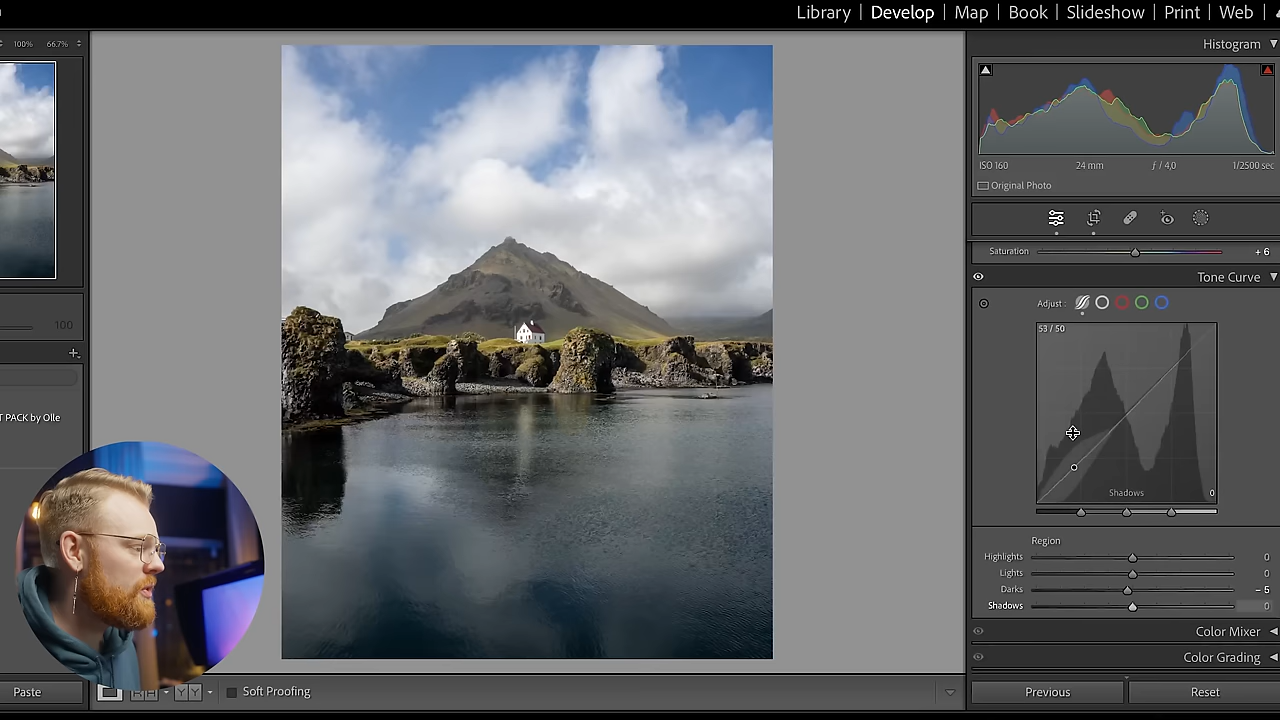 Library | Develop | Map | Book | Slideshow | Print | Web |
100% 66.7%
Histogram
ISO 160 24 mm ƒ / 4,0 1/2500 sec
Original Photo
Saturation + 6
Tone Curve
Adjust :
53 / 50
Shadows 0
100
T PACK by Olle
Region
Highlights 0
Lights 0
Darks − 5
Shadows 0
Color Mixer
Color Grading
Paste
Y Y
Soft Proofing
Previous
Reset